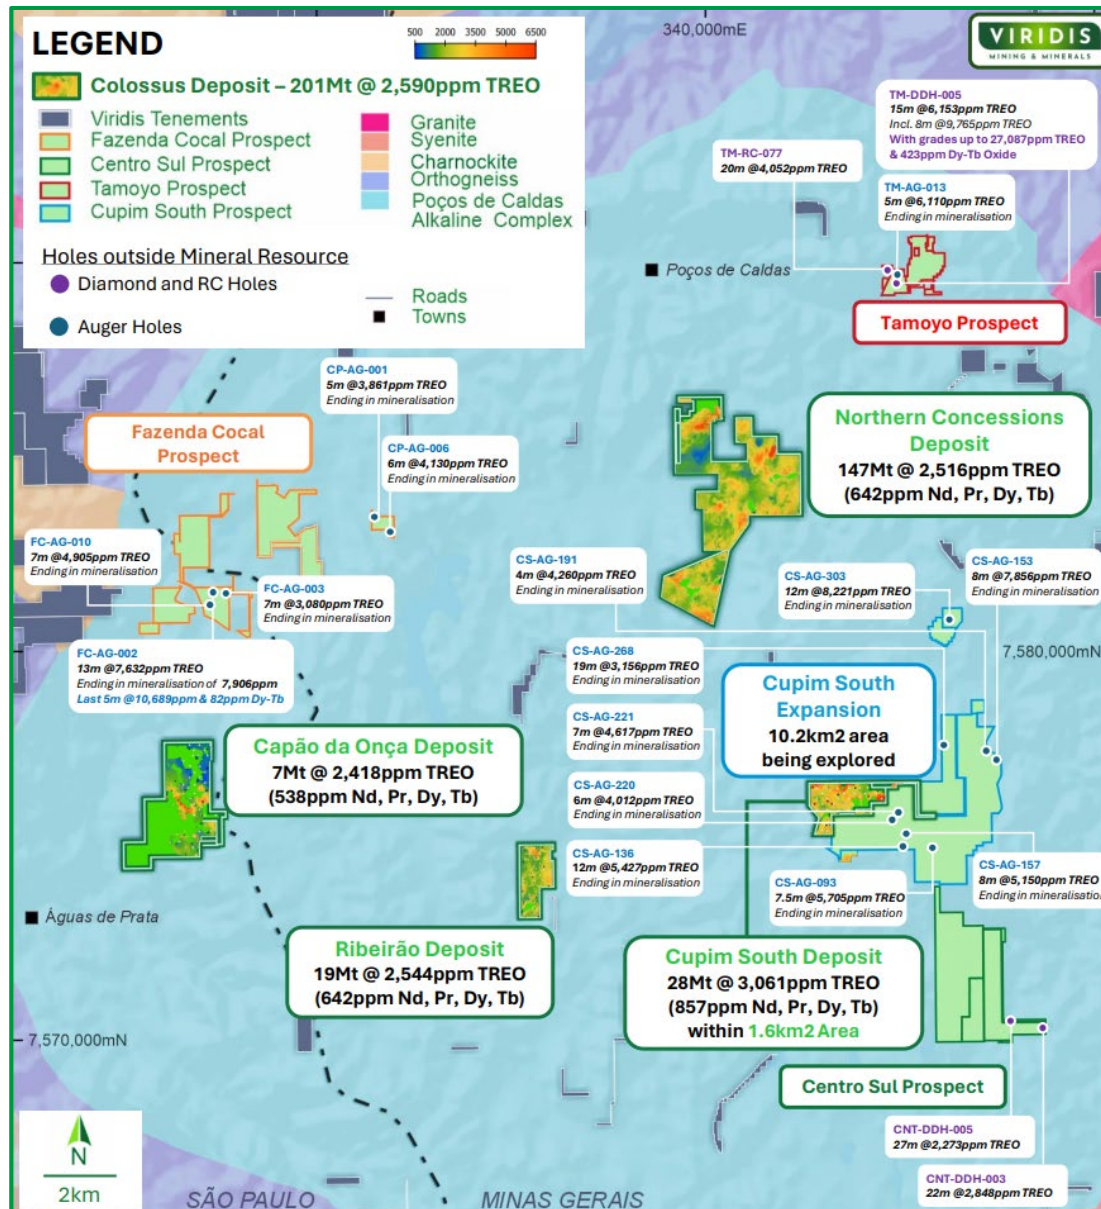 LEGEND
500 2000 3500 5000 6500
Colossus Deposit – 201Mt @ 2,590ppm TREO
Viridis Tenements
Fazenda Cocal Prospect
Centro Sul Prospect
Tamoyo Prospect
Cupim South Prospect
Granite
Syenite
Charnockite
Orthogneiss
Poços de Caldas
Alkaline Complex
Holes outside Mineral Resource
Diamond and RC Holes
Auger Holes
Roads
Towns
340,000mE
VIRIDIS
MINING & MINERALS
TM-DDH-005
15m @6,153ppm TREO
Incl. 8m @9,765ppm TREO
With grades up to 27,087ppm TREO
& 423ppm Dy-Tb Oxide
TM-RC-077
20m @4,052ppm TREO
TM-AG-013
5m @6,110ppm TREO
Ending in mineralisation
Poços de Caldas
Tamoyo Prospect
CP-AG-001
5m @3,861ppm TREO
Ending in mineralisation
Fazenda Cocal
Prospect
CP-AG-006
6m @4,130ppm TREO
Ending in mineralisation
Northern Concessions
Deposit
147Mt @ 2,516ppm TREO
(642ppm Nd, Pr, Dy, Tb)
FC-AG-010
7m @4,905ppm TREO
Ending in mineralisation
FC-AG-003
7m @3,080ppm TREO
Ending in mineralisation
FC-AG-002
13m @7,632ppm TREO
Ending in mineralisation of 7,906ppm
Last 5m @10,689ppm & 82ppm Dy-Tb
CS-AG-191
4m @4,260ppm TREO
Ending in mineralisation
CS-AG-303
12m @8,221ppm TREO
Ending in mineralisation
CS-AG-153
8m @7,856ppm TREO
Ending in mineralisation
7,580,000mN
CS-AG-268
19m @3,156ppm TREO
Ending in mineralisation
CS-AG-221
7m @4,617ppm TREO
Ending in mineralisation
CS-AG-220
6m @4,012ppm TREO
Ending in mineralisation
CS-AG-136
12m @5,427ppm TREO
Ending in mineralisation
Cupim South
Expansion
10.2km2 area
being explored
Capão da Onça Deposit
7Mt @ 2,418ppm TREO
(538ppm Nd, Pr, Dy, Tb)
CS-AG-093
7.5m @5,705ppm TREO
Ending in mineralisation
CS-AG-157
8m @5,150ppm TREO
Ending in mineralisation
Águas de Prata
Ribeirão Deposit
19Mt @ 2,544ppm TREO
(642ppm Nd, Pr, Dy, Tb)
Cupim South Deposit
28Mt @ 3,061ppm TREO
(857ppm Nd, Pr, Dy, Tb)
within 1.6km2 Area
7,570,000mN
Centro Sul Prospect
CNT-DDH-005
27m @2,273ppm TREO
CNT-DDH-003
22m @2,848ppm TREO
N
2km
SÃO PAULO
MINAS GERAIS